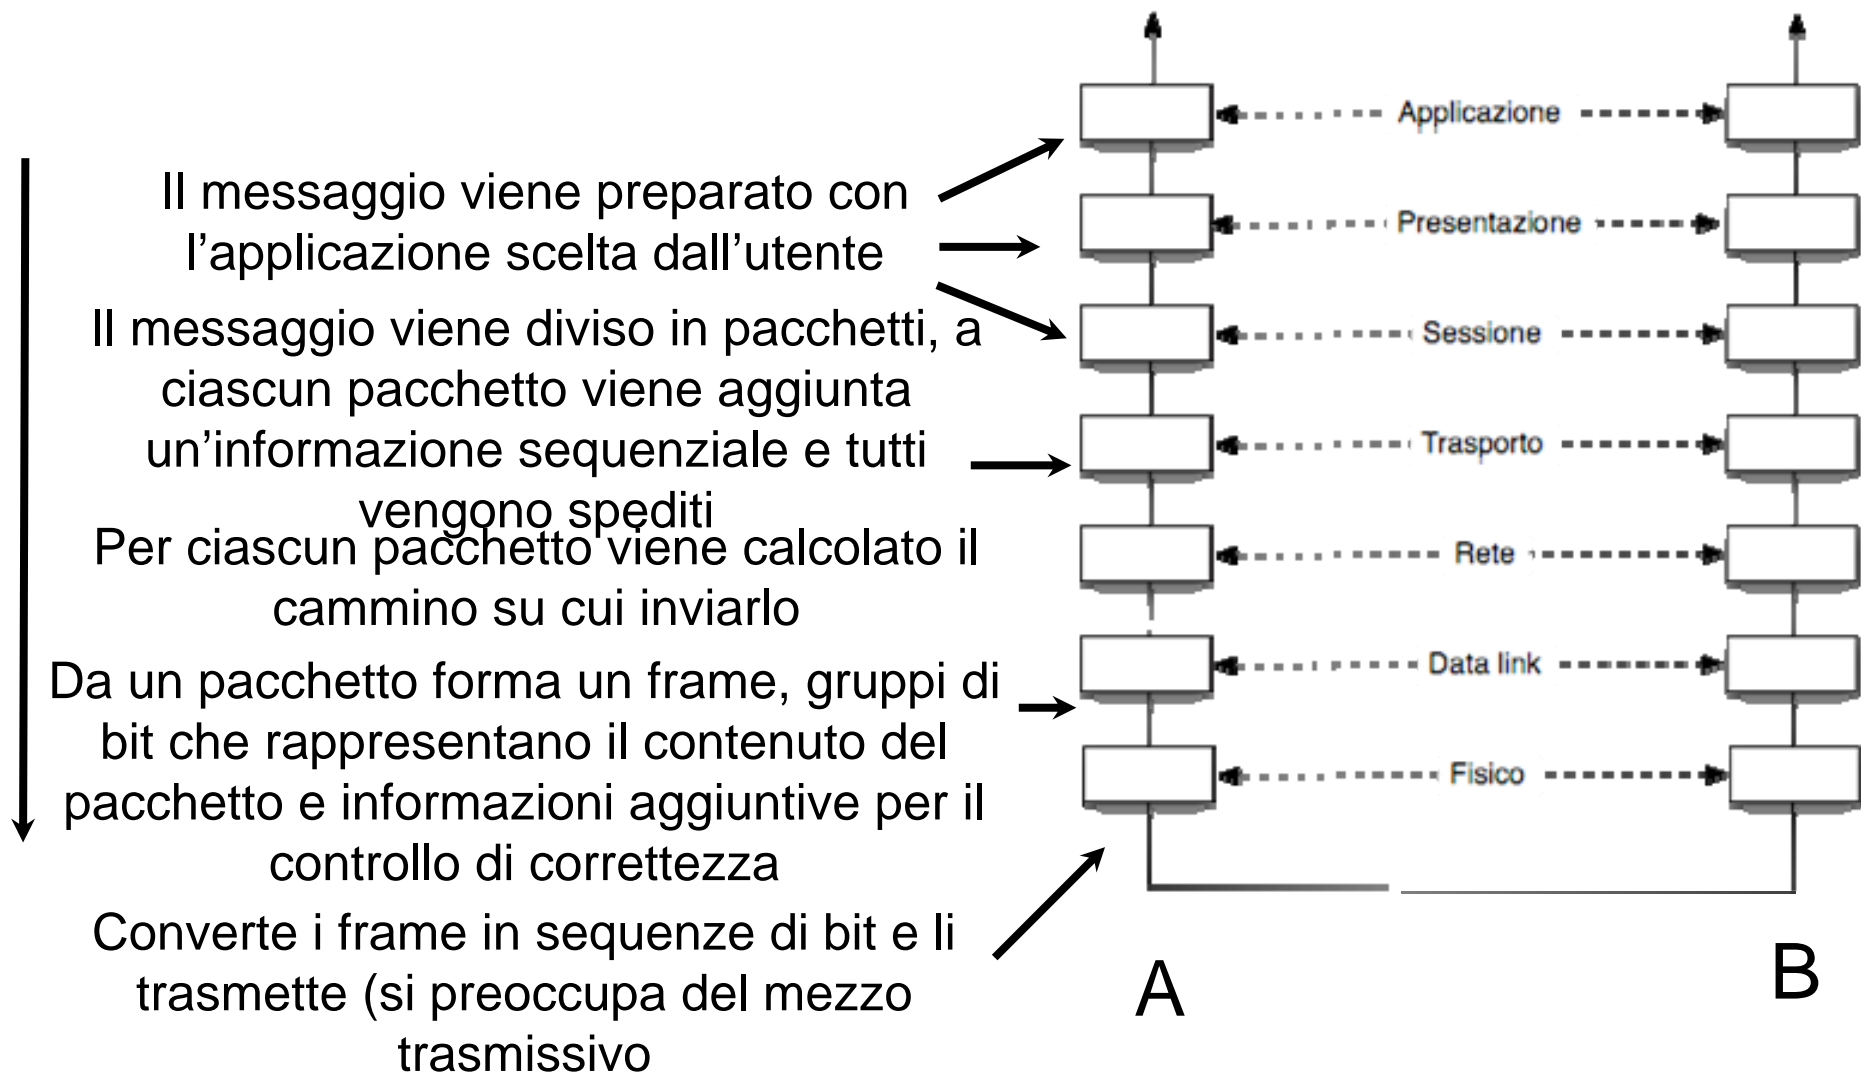 Il messaggio viene preparato con
l’applicazione scelta dall’utente
Il messaggio viene diviso in pacchetti, a
ciascun pacchetto viene aggiunta
un’informazione sequenziale e tutti
vengono spediti
Per ciascun pacchetto viene calcolato il
cammino su cui inviarlo
Da un pacchetto forma un frame, gruppi di
bit che rappresentano il contenuto del
pacchetto e informazioni aggiuntive per il
controllo di correttezza
Converte i frame in sequenze di bit e li
trasmette (si preoccupa del mezzo
trasmissivo
Applicazione
Presentazione
Sessione
Trasporto
Rete
Data link
Fisico
A
B